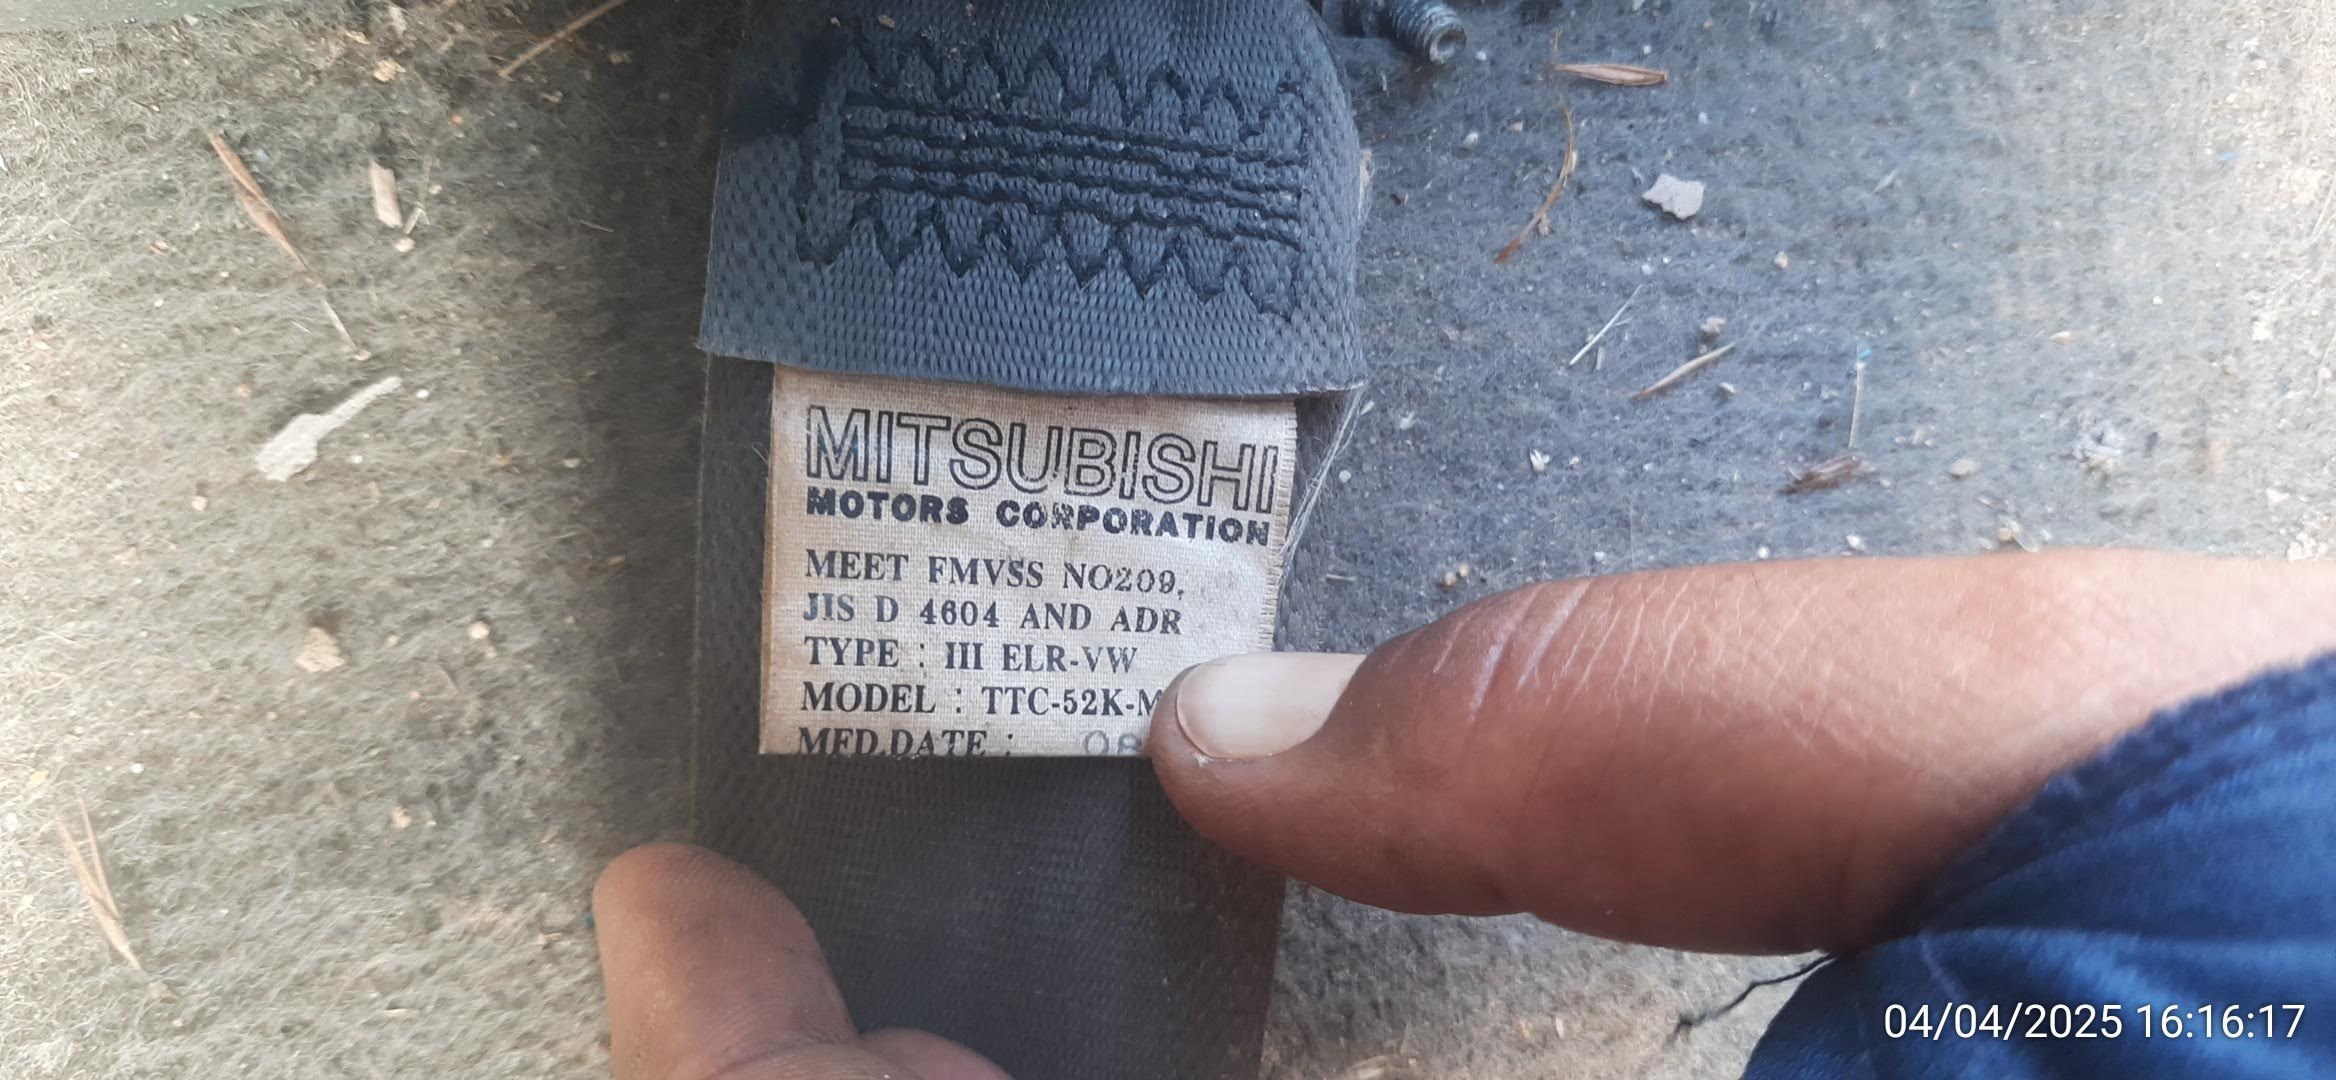 MITSUBISHI
MOTORS CORPORATION
MEET FMVSS NO209,
JIS D 4604 AND ADR
TYPE : III ELR-VW
MODEL : TTC-52K-M
MFD.DATE : 08
04/04/2025 16:16:17